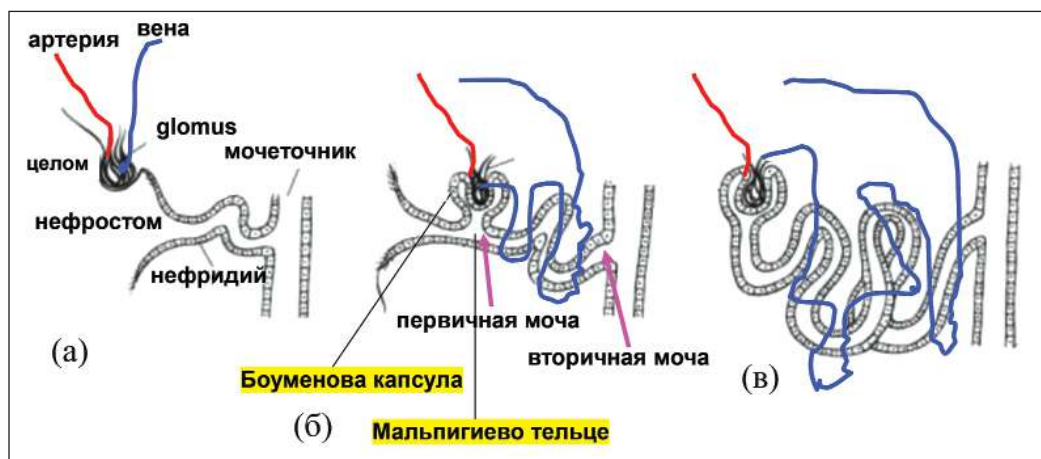 артерия
вена
glomus
целом
мочеточник
нефростом
нефридий
(а)
первичная моча
вторичная моча
Боуменова капсула
(б)
Мальпигиево тельце
(в)